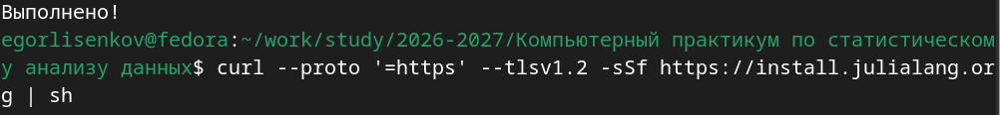 Выполнено!
egorlisenkov@fedora:~/work/study/2026-2027/Компьютерный практикум по статистическом
у анализу данных$ curl --proto '=https' --tlsv1.2 -sSf https://install.julialang.or
g | sh